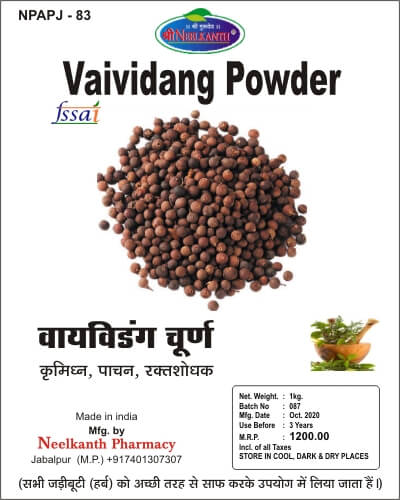 NPAPJ - 83
॥ श्री गुरुदेव ॥
श्री NEELKANTH ®
Vaividang Powder
fssai
वायविडंग चूर्ण
कृमिध्न, पाचन, रक्तशोधक
Made in india
Mfg. by
Neelkanth Pharmacy
Jabalpur (M.P.) +917401307307
Net. Weight. : 1kg.
Batch No : 087
Mfg. Date : Oct. 2020
Use Before : 3 Years
M.R.P. : 1200.00
Incl. of all Taxes
STORE IN COOL, DARK & DRY PLACES
(सभी जड़ीबूटी (हर्ब) को अच्छी तरह से साफ करके उपयोग में लिया जाता हैं।)